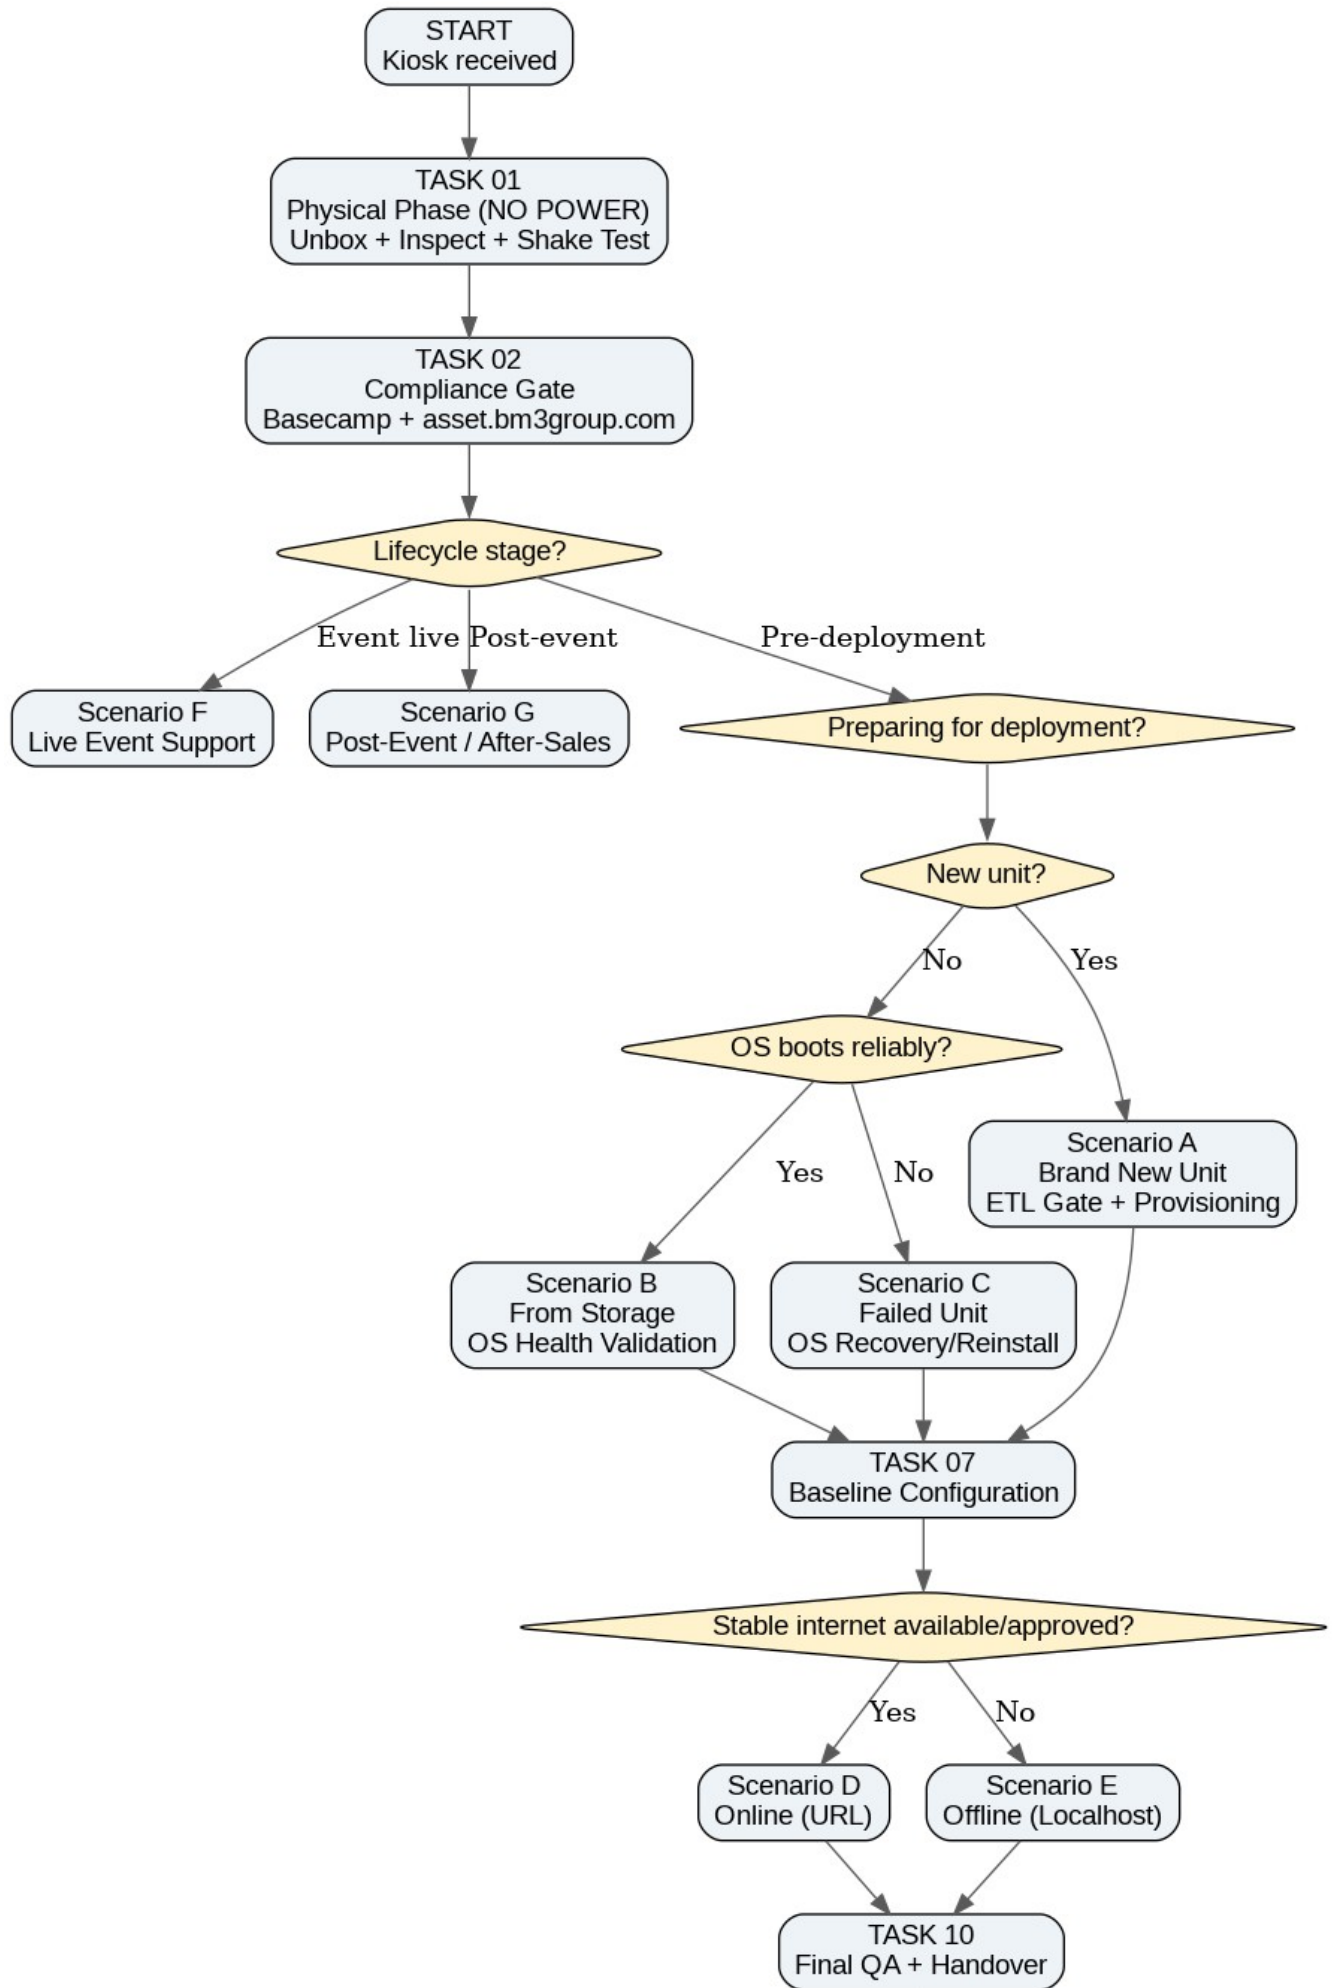 START
Kiosk received
TASK 01
Physical Phase (NO POWER)
Unbox + Inspect + Shake Test
TASK 02
Compliance Gate
Basecamp + asset.bm3group.com
Lifecycle stage?
Event live
Post-event
Pre-deployment
Scenario F
Live Event Support
Scenario G
Post-Event / After-Sales
Preparing for deployment?
New unit?
No
Yes
OS boots reliably?
Yes
No
Scenario A
Brand New Unit
ETL Gate + Provisioning
Scenario B
From Storage
OS Health Validation
Scenario C
Failed Unit
OS Recovery/Reinstall
TASK 07
Baseline Configuration
Stable internet available/approved?
Yes
No
Scenario D
Online (URL)
Scenario E
Offline (Localhost)
TASK 10
Final QA + Handover